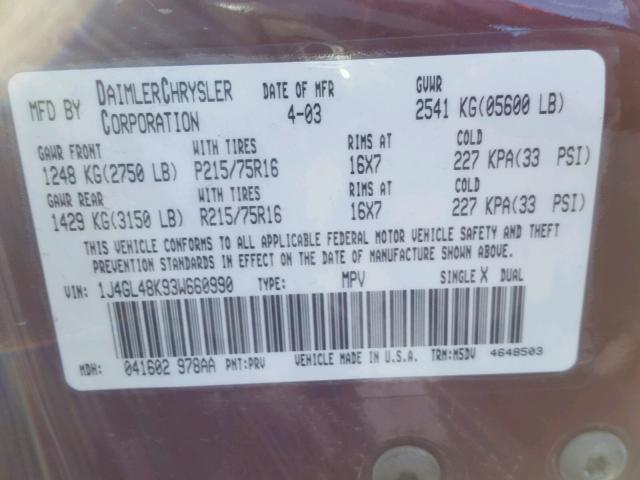 MFD BY DAIMLERCHRYSLER CORPORATION DATE OF MFR 4-03 GVWR 2541 KG(05600 LB)
GAWR FRONT WITH TIRES RIMS AT COLD
1248 KG(2750 LB) P215/75R16 16X7 227 KPA(33 PSI)
GAWR REAR WITH TIRES RIMS AT COLD
1429 KG(3150 LB) R215/75R16 16X7 227 KPA(33 PSI)
THIS VEHICLE CONFORMS TO ALL APPLICABLE FEDERAL MOTOR VEHICLE SAFETY AND THEFT
PREVENTION STANDARDS IN EFFECT ON THE DATE OF MANUFACTURE SHOWN ABOVE.
VIN: 1J4GL48K93W660990 TYPE: MPV SINGLE X DUAL
MDH: 041602 978AA PNT:PRV VEHICLE MADE IN U.S.A. TRM:MSDV 4648503